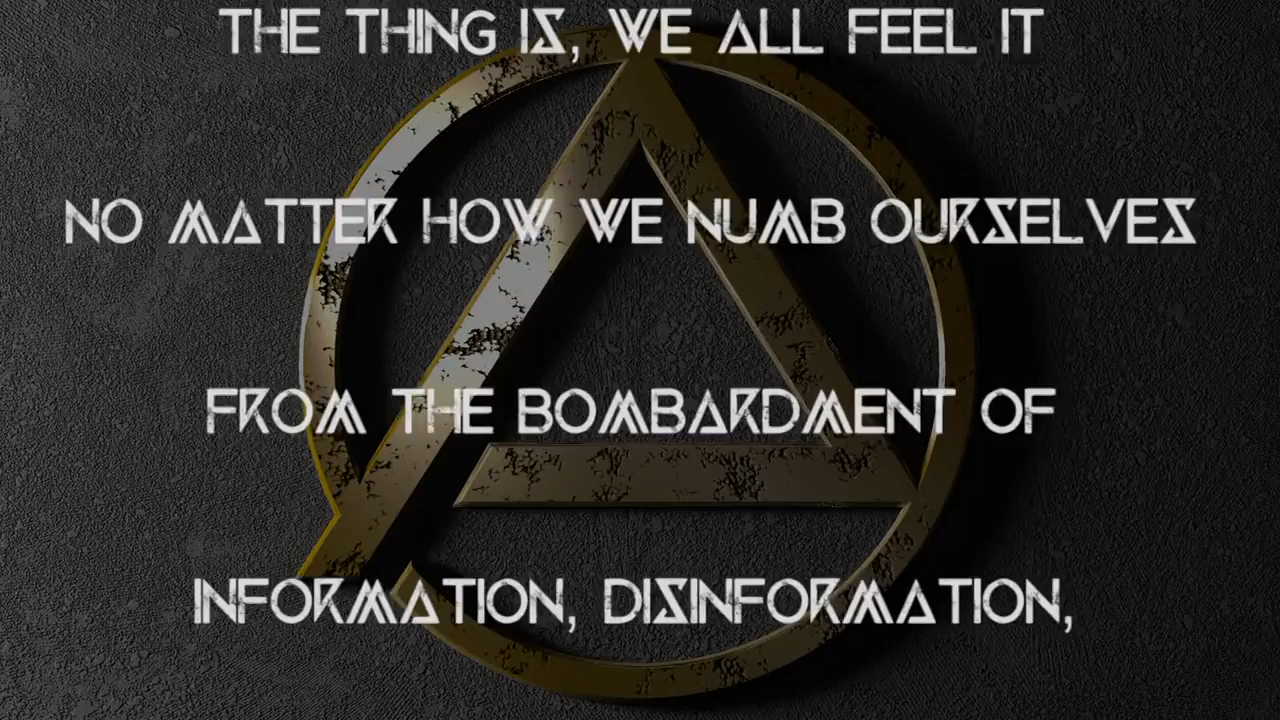 THE THING IS, WE ALL FEEL IT
NO MATTER HOW WE NUMB OURSELVES
FROM THE BOMBARDMENT OF
INFORMATION, DISINFORMATION,